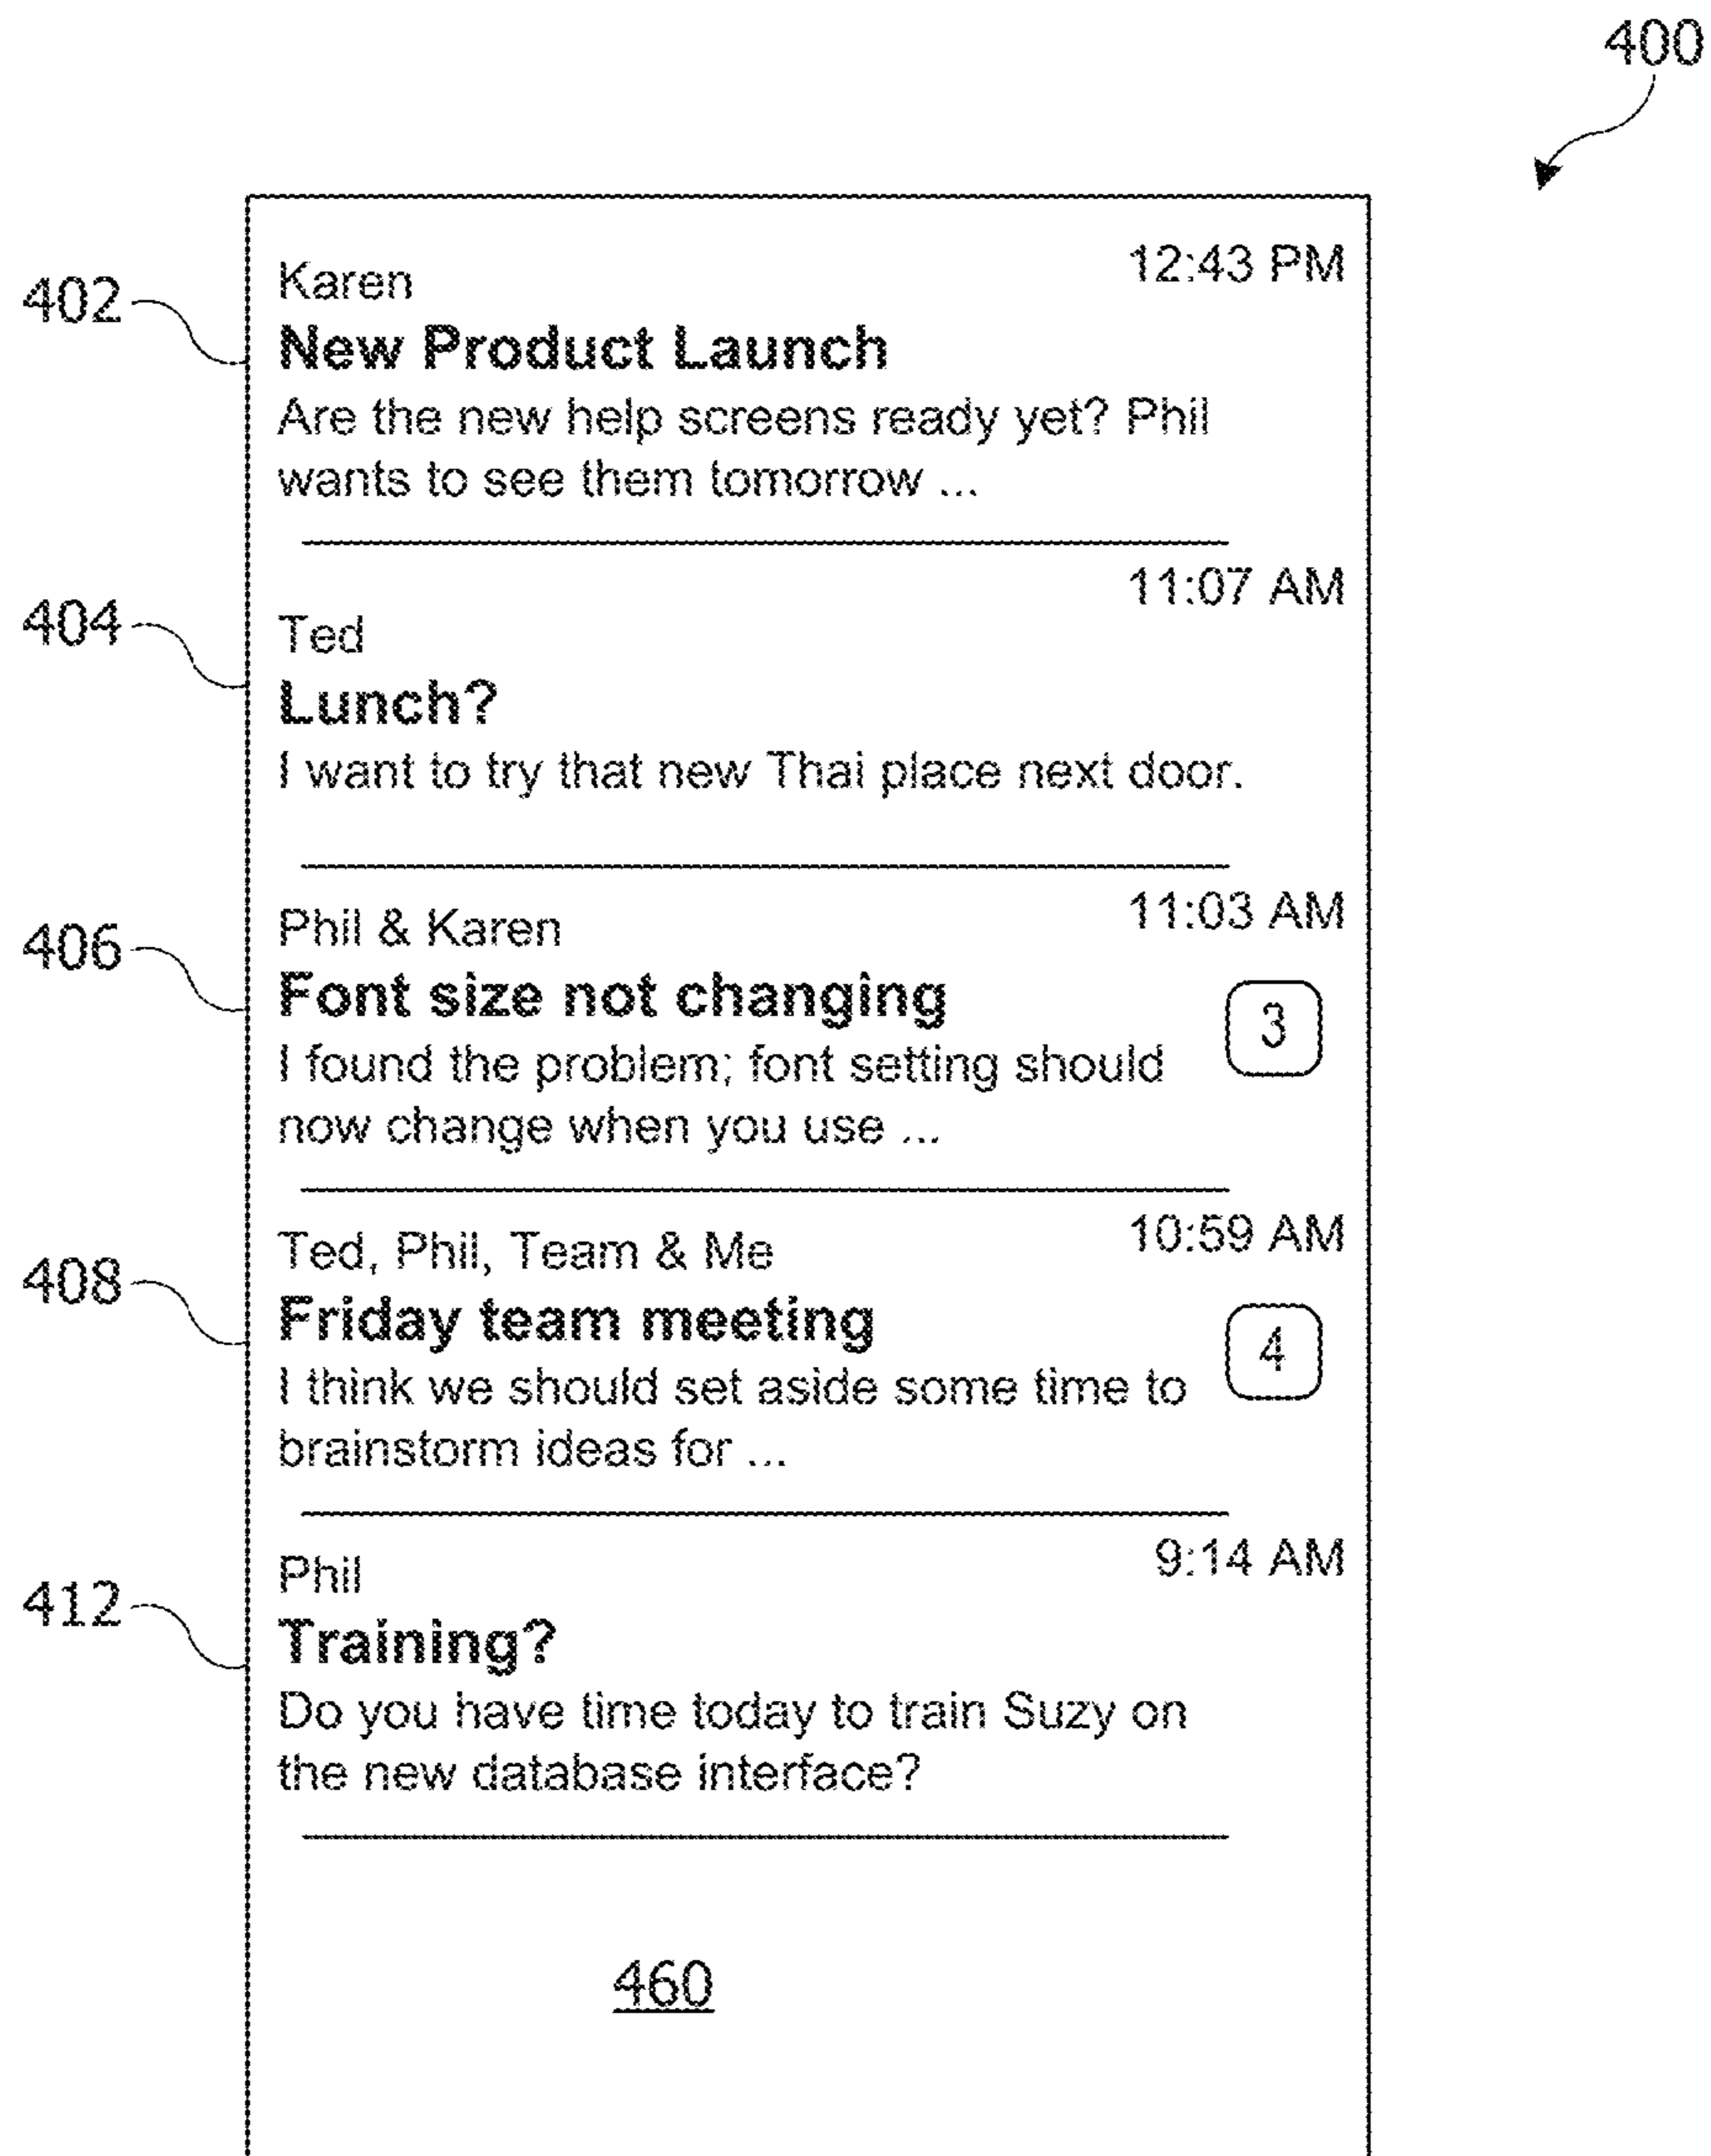 400
402
Karen
12:43 PM
New Product Launch
Are the new help screens ready yet? Phil
wants to see them tomorrow ...
404
11:07 AM
Ted
Lunch?
I want to try that new Thai place next door.
406
Phil & Karen
11:03 AM
Font size not changing
3
I found the problem; font setting should
now change when you use ...
408
Ted, Phil, Team & Me
10:59 AM
Friday team meeting
4
I think we should set aside some time to
brainstorm ideas for ...
412
Phil
9:14 AM
Training?
Do you have time today to train Suzy on
the new database interface?
460